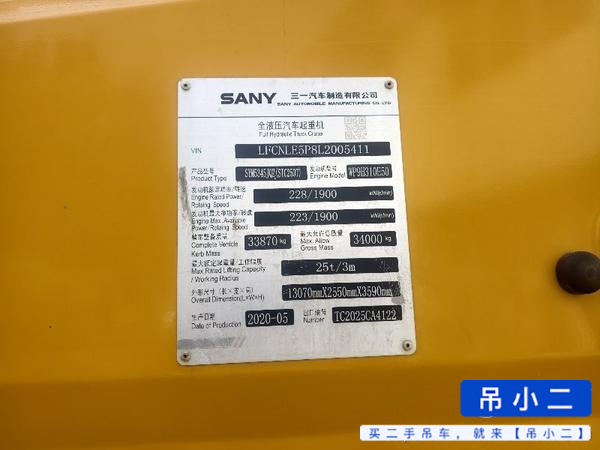 SANY 三一汽车制造有限公司
SANY AUTOMOBILE MANUFACTURING CO.,LTD
全液压汽车起重机
Full Hydraulic Truck Crane
VIN LFCNLE5P8L2005411
产品型号 发动机型号
Product Type SYM5345JQZ(STC250T) Engine Model WP9H310E50
发动机额定功率/转速
Engine Rated Power/ 228/1900 kW/(r/min)
Rotaing Speed
发动机最大净功率/转速
Engine Max. Available 223/1900 kW/(r/min)
Power/ Rotaing Speed
整车整备质量 最大允许总质量
Complete Vehicle 33870 kg Max. Allow 34000 kg
Kerb Mass Gross Mass
最大额定起重量/工作幅度
Max Rated Lifting Capacity 25t/3m
/ Working Radius
外形尺寸（长×宽×高）
Overall Dimension(L×W×H) 13070mmX2550mmX3590mm
生产日期 出厂编号
Date of Production 2020-05 Number TC2025CA4122
吊小二
买二手吊车，就来【吊小二】